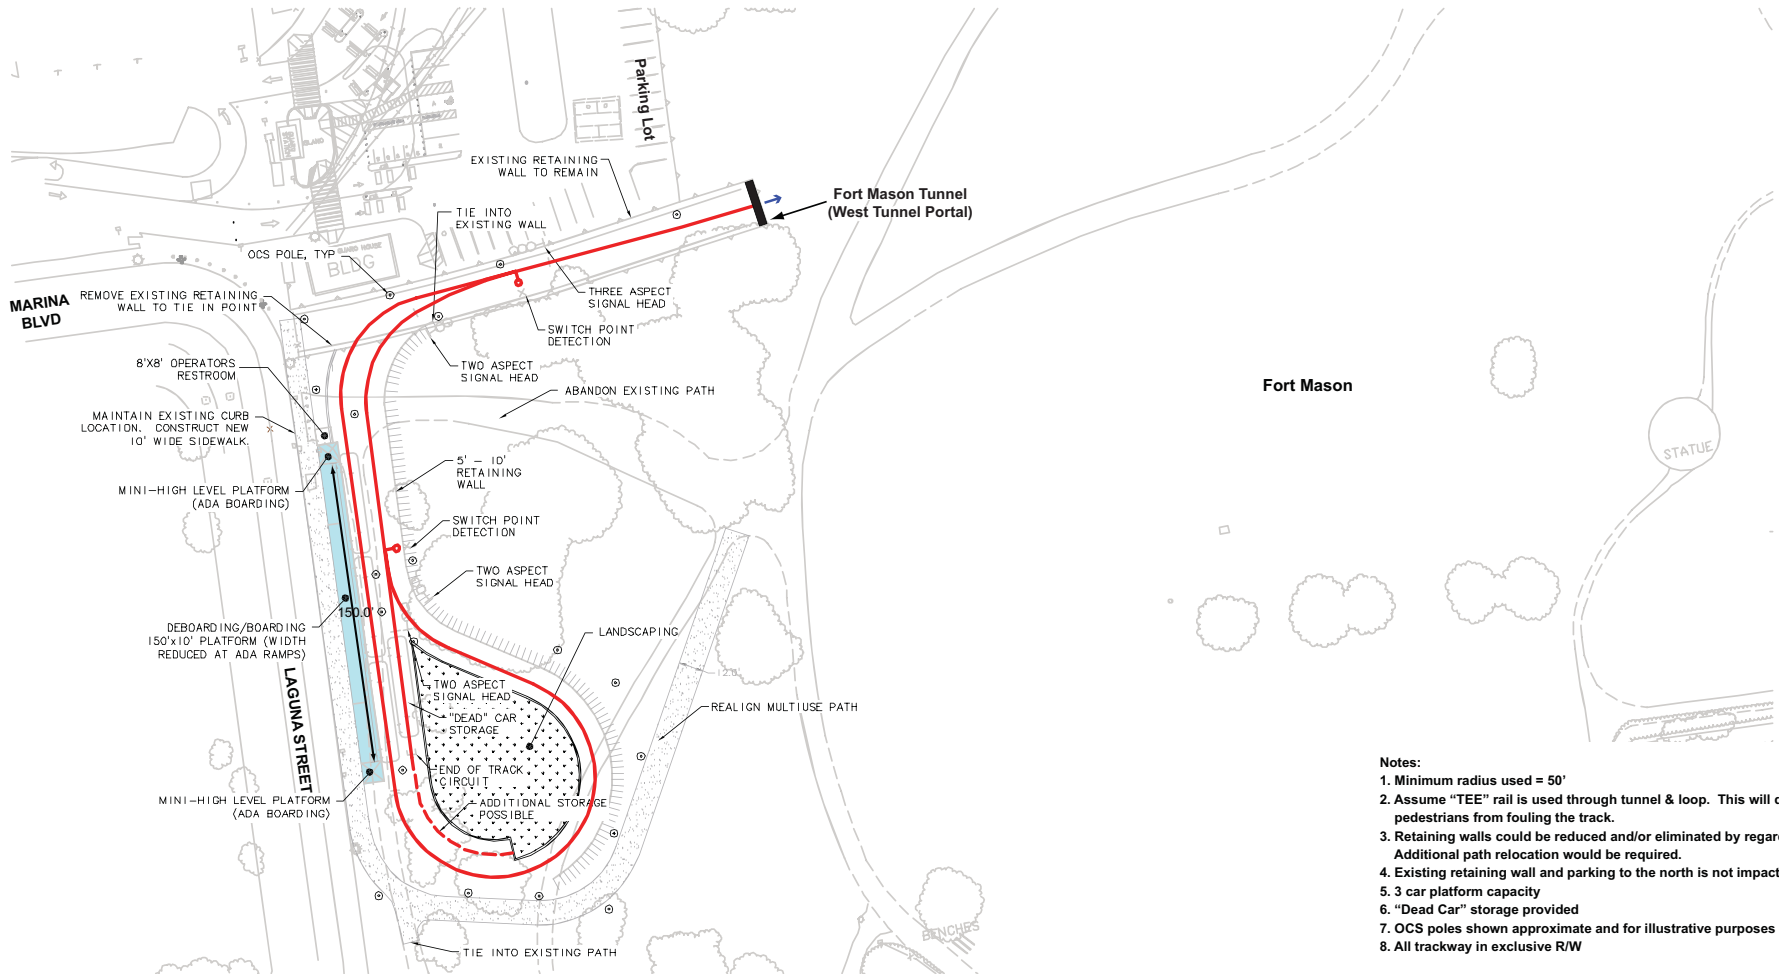 Parking Lot
EXISTING RETAINING
WALL TO REMAIN
Fort Mason Tunnel
(West Tunnel Portal)
TIE INTO
EXISTING WALL
GUARD HOUSE
BLDG
OCS POLE, TYP
MARINA
BLVD
REMOVE EXISTING RETAINING
WALL TO TIE IN POINT
THREE ASPECT
SIGNAL HEAD
SWITCH POINT
DETECTION
8'X8' OPERATORS
RESTROOM
TWO ASPECT
SIGNAL HEAD
ABANDON EXISTING PATH
Fort Mason
MAINTAIN EXISTING CURB
LOCATION. CONSTRUCT NEW
10' WIDE SIDEWALK.
STATUE
5' - 10'
RETAINING
WALL
MINI-HIGH LEVEL PLATFORM
(ADA BOARDING)
SWITCH POINT
DETECTION
TWO ASPECT
SIGNAL HEAD
150.0'
DEBOARDING/BOARDING
150'x10' PLATFORM (WIDTH
REDUCED AT ADA RAMPS)
LANDSCAPING
12.0'
LAGUNA STREET
TWO ASPECT
SIGNAL HEAD
"DEAD" CAR
STORAGE
REALIGN MULTIUSE PATH
END OF TRACK
CIRCUIT
MINI-HIGH LEVEL PLATFORM
(ADA BOARDING)
ADDITIONAL STORAGE
POSSIBLE
BENCHES
TIE INTO EXISTING PATH
Notes:
1. Minimum radius used = 50'
2. Assume “TEE” rail is used through tunnel & loop. This will d
pedestrians from fouling the track.
3. Retaining walls could be reduced and/or eliminated by regar
Additional path relocation would be required.
4. Existing retaining wall and parking to the north is not impact
5. 3 car platform capacity
6. “Dead Car” storage provided
7. OCS poles shown approximate and for illustrative purposes
8. All trackway in exclusive R/W